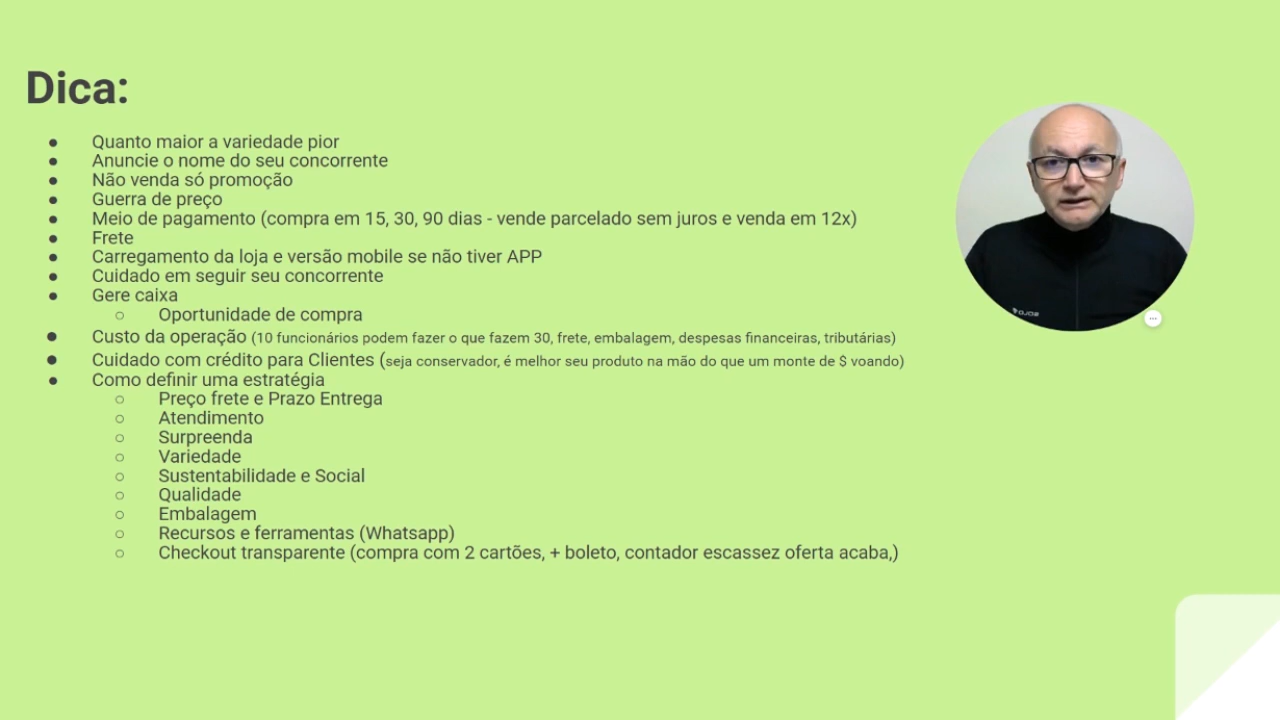 Dica:
Quanto maior a variedade pior
Anuncie o nome do seu concorrente
Não venda só promoção
Guerra de preço
Meio de pagamento (compra em 15, 30, 90 dias - vende parcelado sem juros e venda em 12x)
Frete
Carregamento da loja e versão mobile se não tiver APP
Cuidado em seguir seu concorrente
Gere caixa
Oportunidade de compra
Custo da operação (10 funcionários podem fazer o que fazem 30, frete, embalagem, despesas financeiras, tributárias)
Cuidado com crédito para Clientes (seja conservador, é melhor seu produto na mão do que um monte de $ voando)
Como definir uma estratégia
Preço frete e Prazo Entrega
Atendimento
Surpreenda
Variedade
Sustentabilidade e Social
Qualidade
Embalagem
Recursos e ferramentas (Whatsapp)
Checkout transparente (compra com 2 cartões, + boleto, contador escassez oferta acaba,)